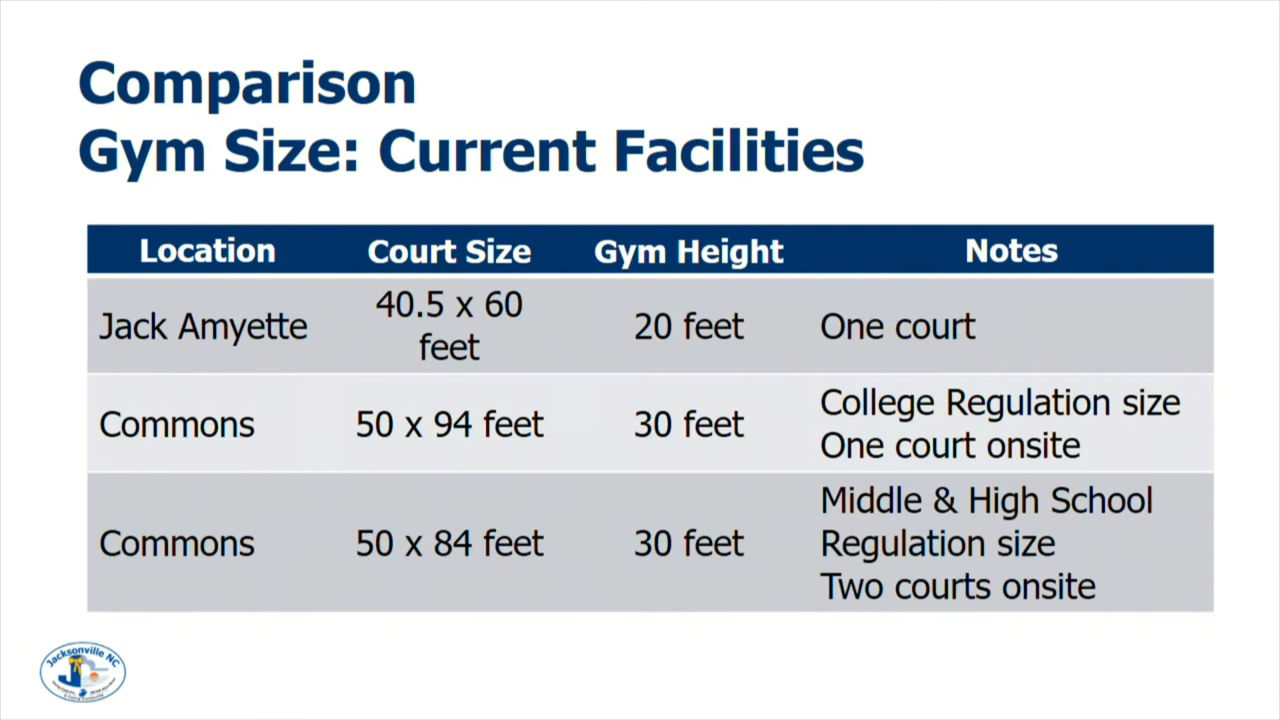 Comparison
Gym Size: Current Facilities
Location Court Size Gym Height Notes
Jack Amyette 40.5 x 60 feet 20 feet One court
Commons 50 x 94 feet 30 feet College Regulation size
One court onsite
Commons 50 x 84 feet 30 feet Middle & High School
Regulation size
Two courts onsite
Jacksonville NC